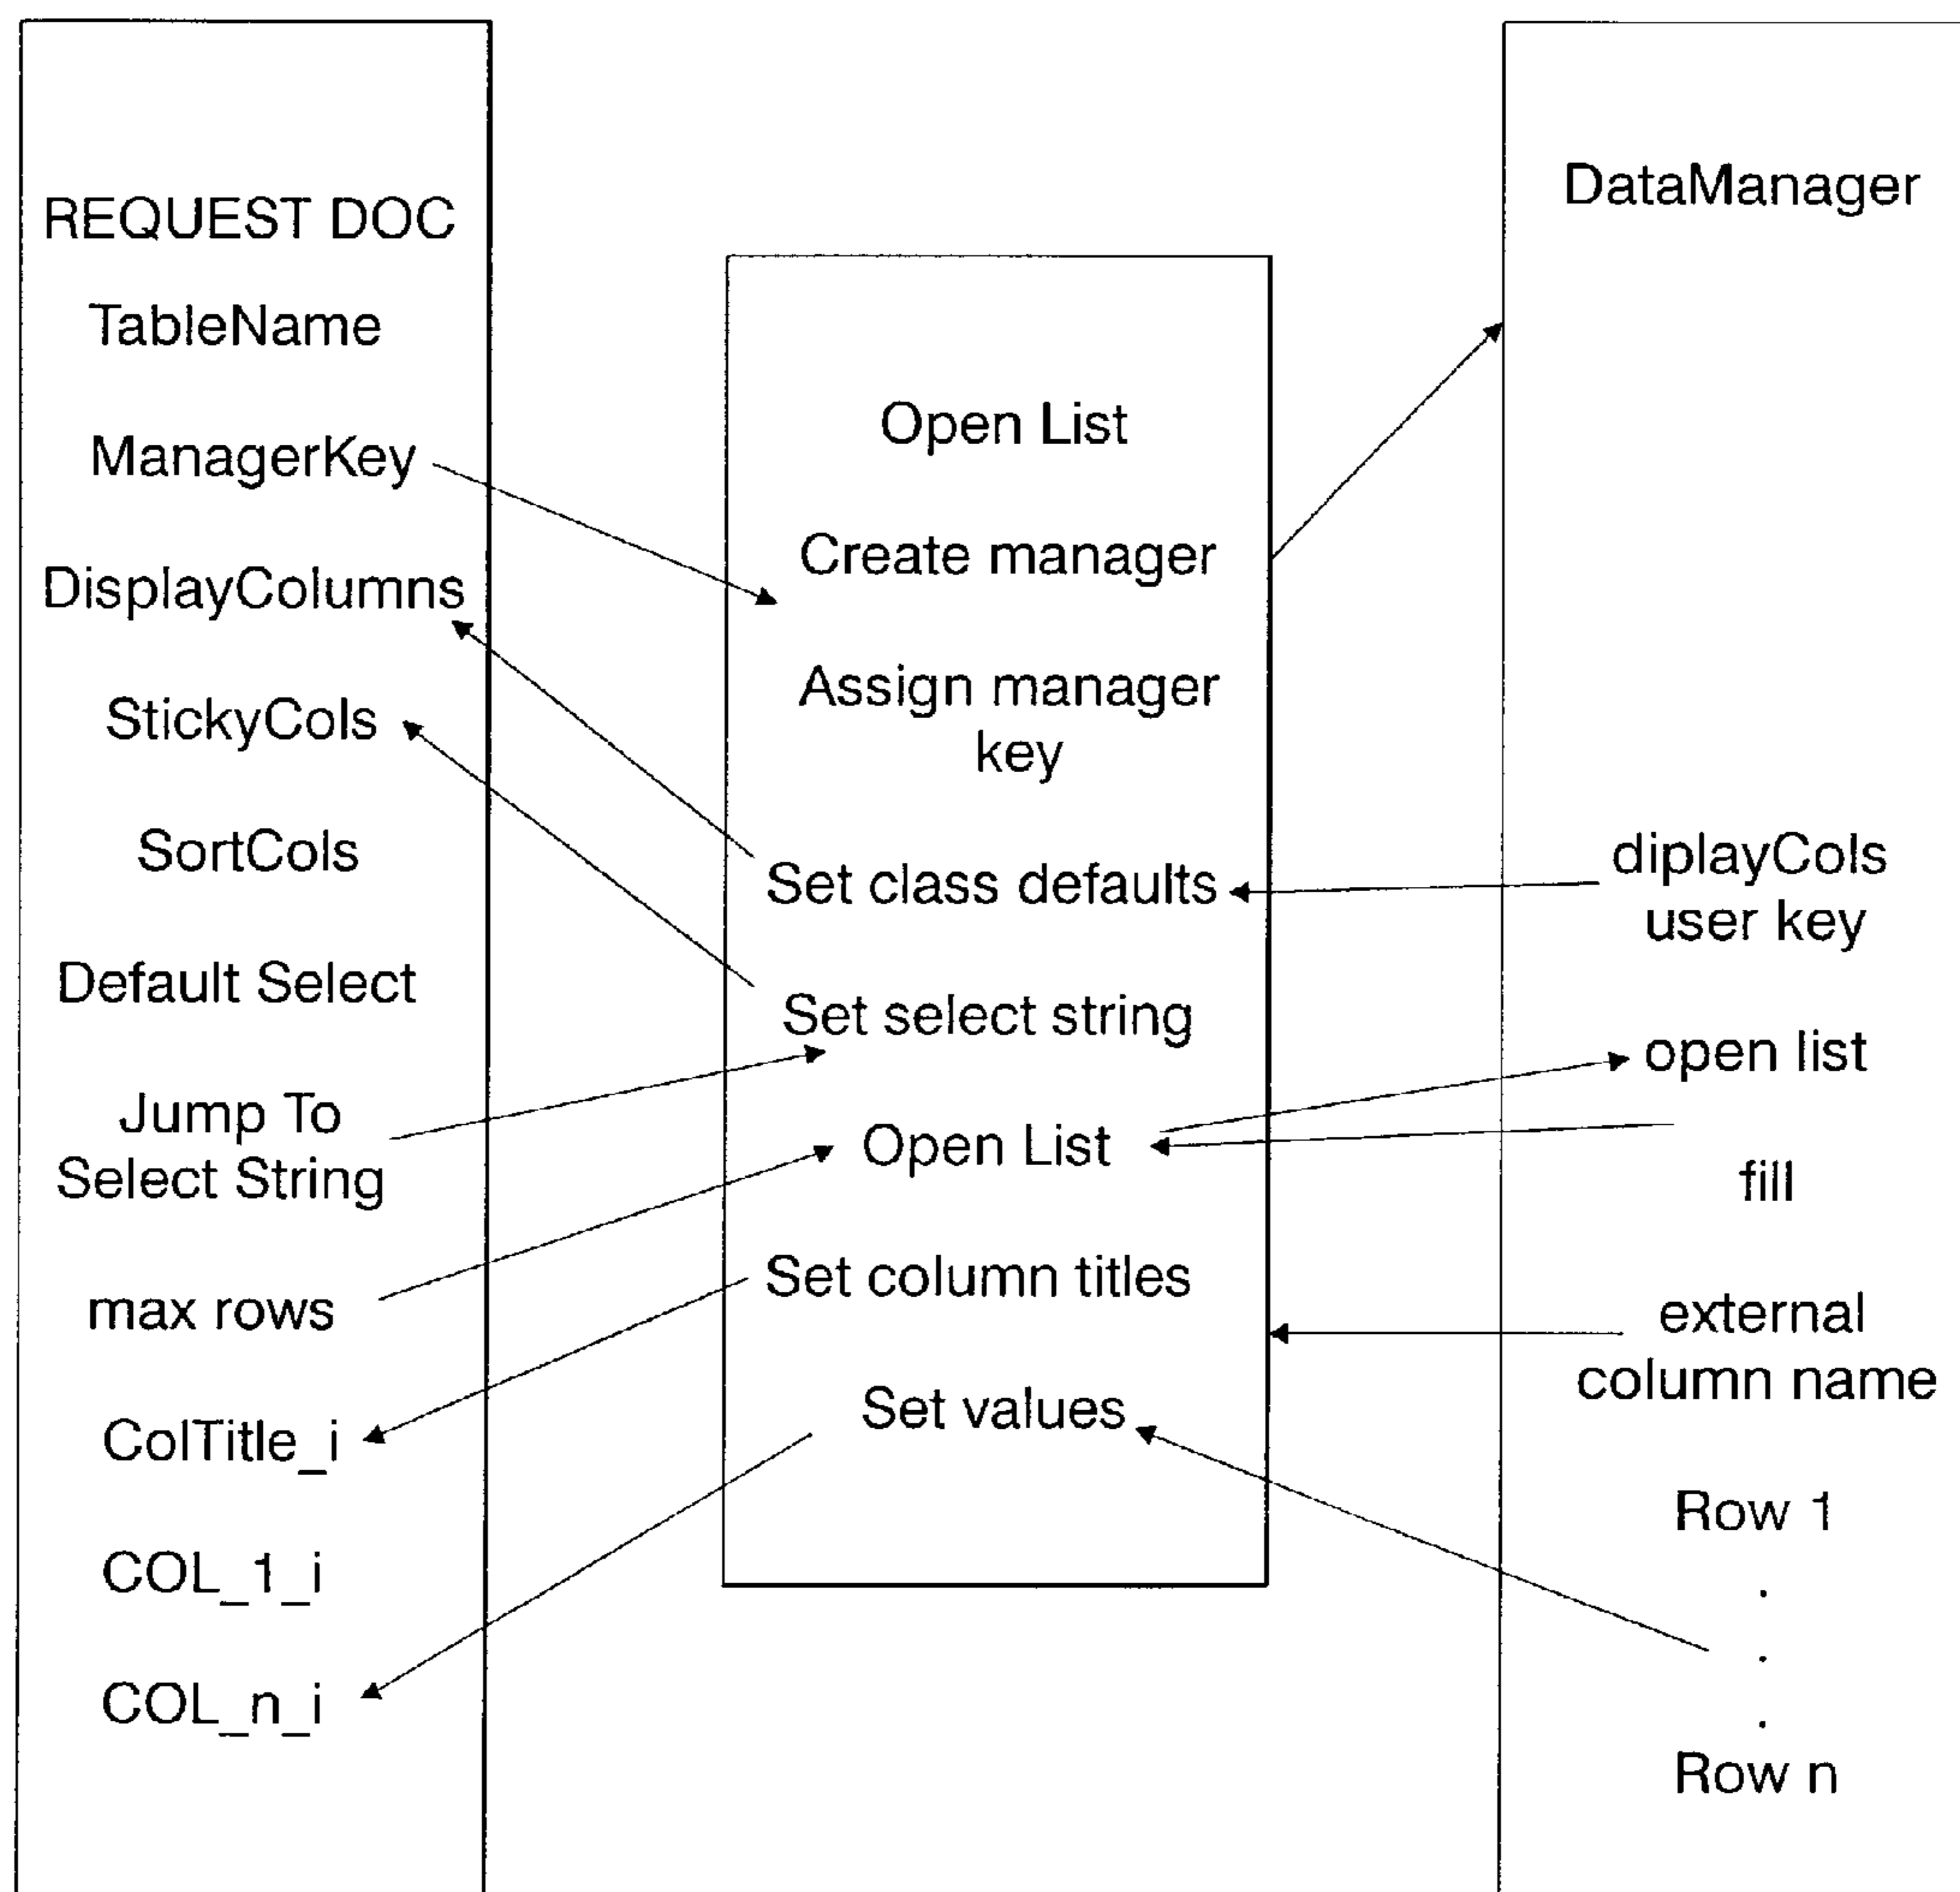 REQUEST DOC
TableName
ManagerKey
DisplayColumns
StickyCols
SortCols
Default Select
Jump To
Select String
max rows
ColTitle_i
COL_1_i
COL_n_i
Open List
Create manager
Assign manager
key
Set class defaults
Set select string
Open List
Set column titles
Set values
DataManager
diplayCols
user key
open list
fill
external
column name
Row 1
.
.
.
Row n